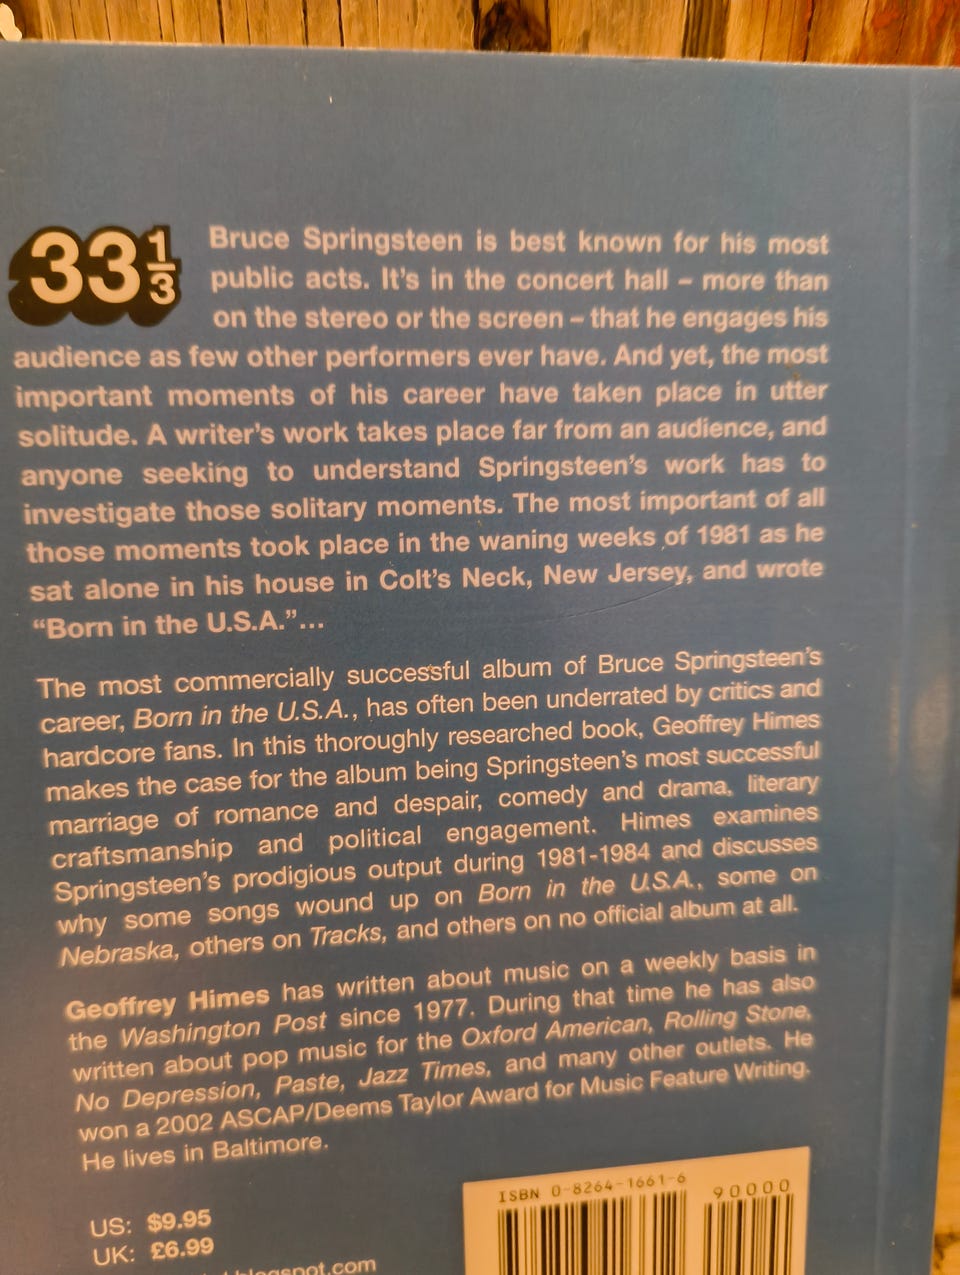 33 1/3
Bruce Springsteen is best known for his most
public acts. It's in the concert hall – more than
on the stereo or the screen – that he engages his
audience as few other performers ever have. And yet, the most
important moments of his career have taken place in utter
solitude. A writer's work takes place far from an audience, and
anyone seeking to understand Springsteen's work has to
investigate those solitary moments. The most important of all
those moments took place in the waning weeks of 1981 as he
sat alone in his house in Colt's Neck, New Jersey, and wrote
“Born in the U.S.A.”...
The most commercially successful album of Bruce Springsteen's
career, Born in the U.S.A., has often been underrated by critics and
hardcore fans. In this thoroughly researched book, Geoffrey Himes
makes the case for the album being Springsteen's most successful
marriage of romance and despair, comedy and drama, literary
craftsmanship and political engagement. Himes examines
Springsteen's prodigious output during 1981-1984 and discusses
why some songs wound up on Born in the U.S.A., some on
Nebraska, others on Tracks, and others on no official album at all.
Geoffrey Himes has written about music on a weekly basis in
the Washington Post since 1977. During that time he has also
written about pop music for the Oxford American, Rolling Stone,
No Depression, Paste, Jazz Times, and many other outlets. He
won a 2002 ASCAP/Deems Taylor Award for Music Feature Writing.
He lives in Baltimore.
ISBN 0-8264-1661-6
90000
US: $9.95
UK: £6.99
.blogspot.com